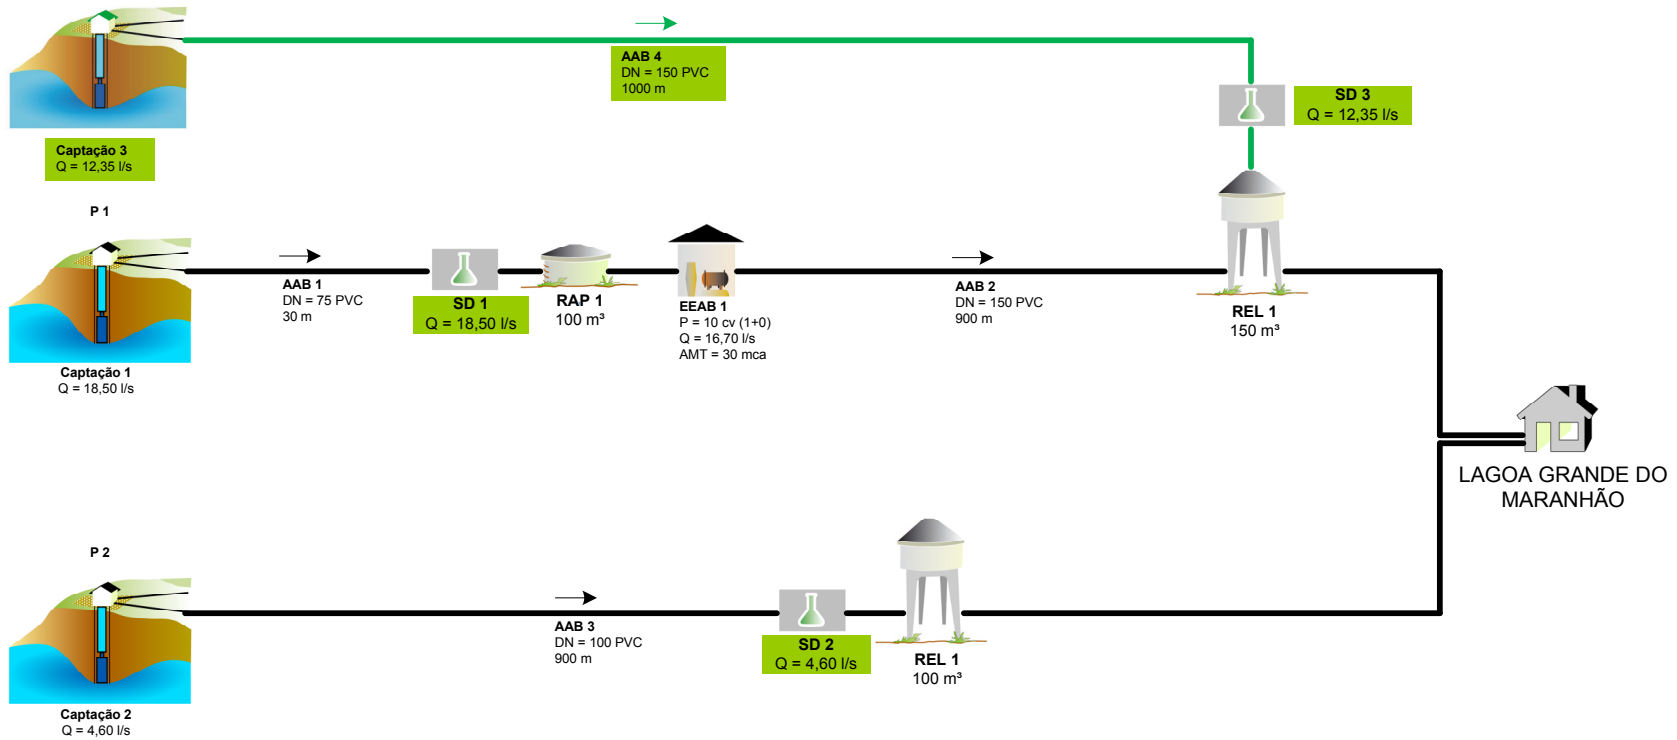 AAB 4
DN = 150 PVC
1000 m
SD 3
Q = 12,35 l/s
Captação 3
Q = 12,35 l/s
P 1
AAB 1
DN = 75 PVC
30 m
SD 1
Q = 18,50 l/s
RAP 1
100 m³
EEAB 1
P = 10 cv (1+0)
Q = 16,70 l/s
AMT = 30 mca
AAB 2
DN = 150 PVC
900 m
REL 1
150 m³
Captação 1
Q = 18,50 l/s
LAGOA GRANDE DO
MARANHÃO
P 2
AAB 3
DN = 100 PVC
900 m
SD 2
Q = 4,60 l/s
REL 1
100 m³
Captação 2
Q = 4,60 l/s